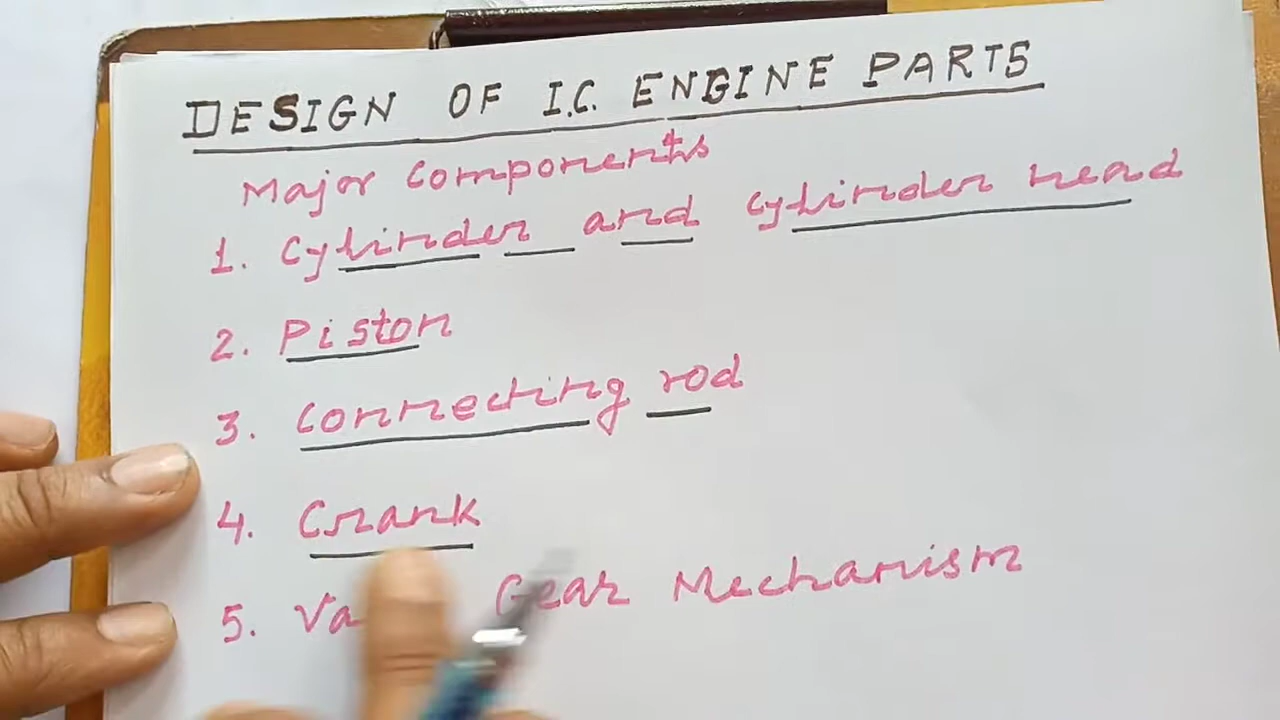 DESIGN OF I.C. ENGINE PARTS
Major Components
1. Cylinder and Cylinder head
2. Piston
3. Connecting rod
4. Crank
5. Gear Mechanism